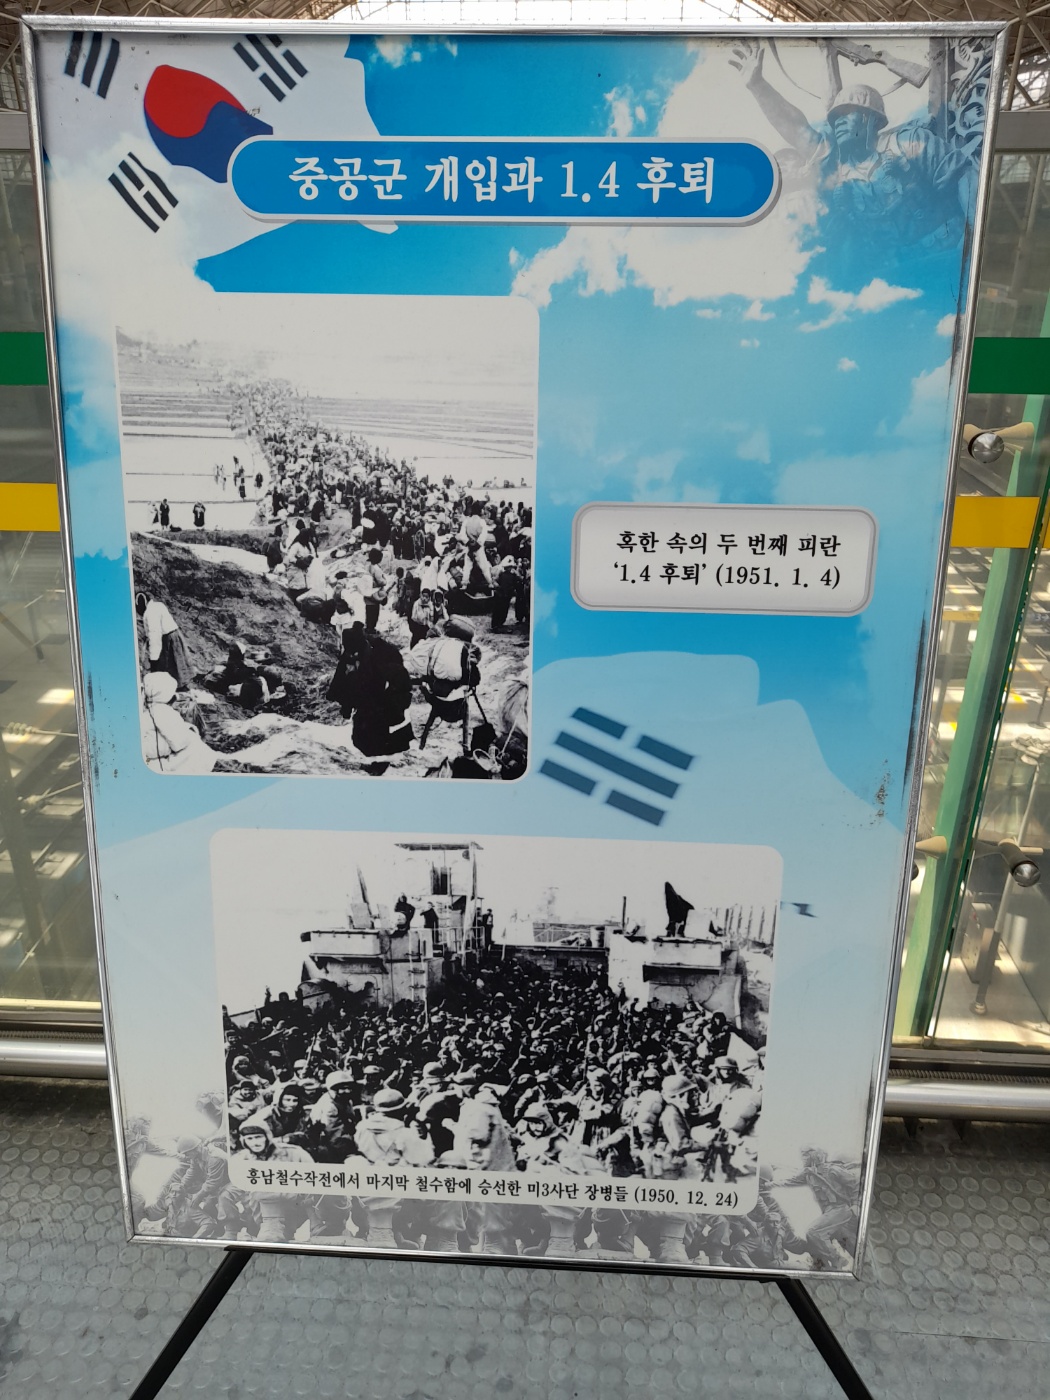 중공군 개입과 1.4 후퇴
혹한 속의 두 번째 피란
‘1.4 후퇴’ (1951. 1. 4)
흥남철수작전에서 마지막 철수함에 승선한 미3사단 장병들 (1950. 12. 24)